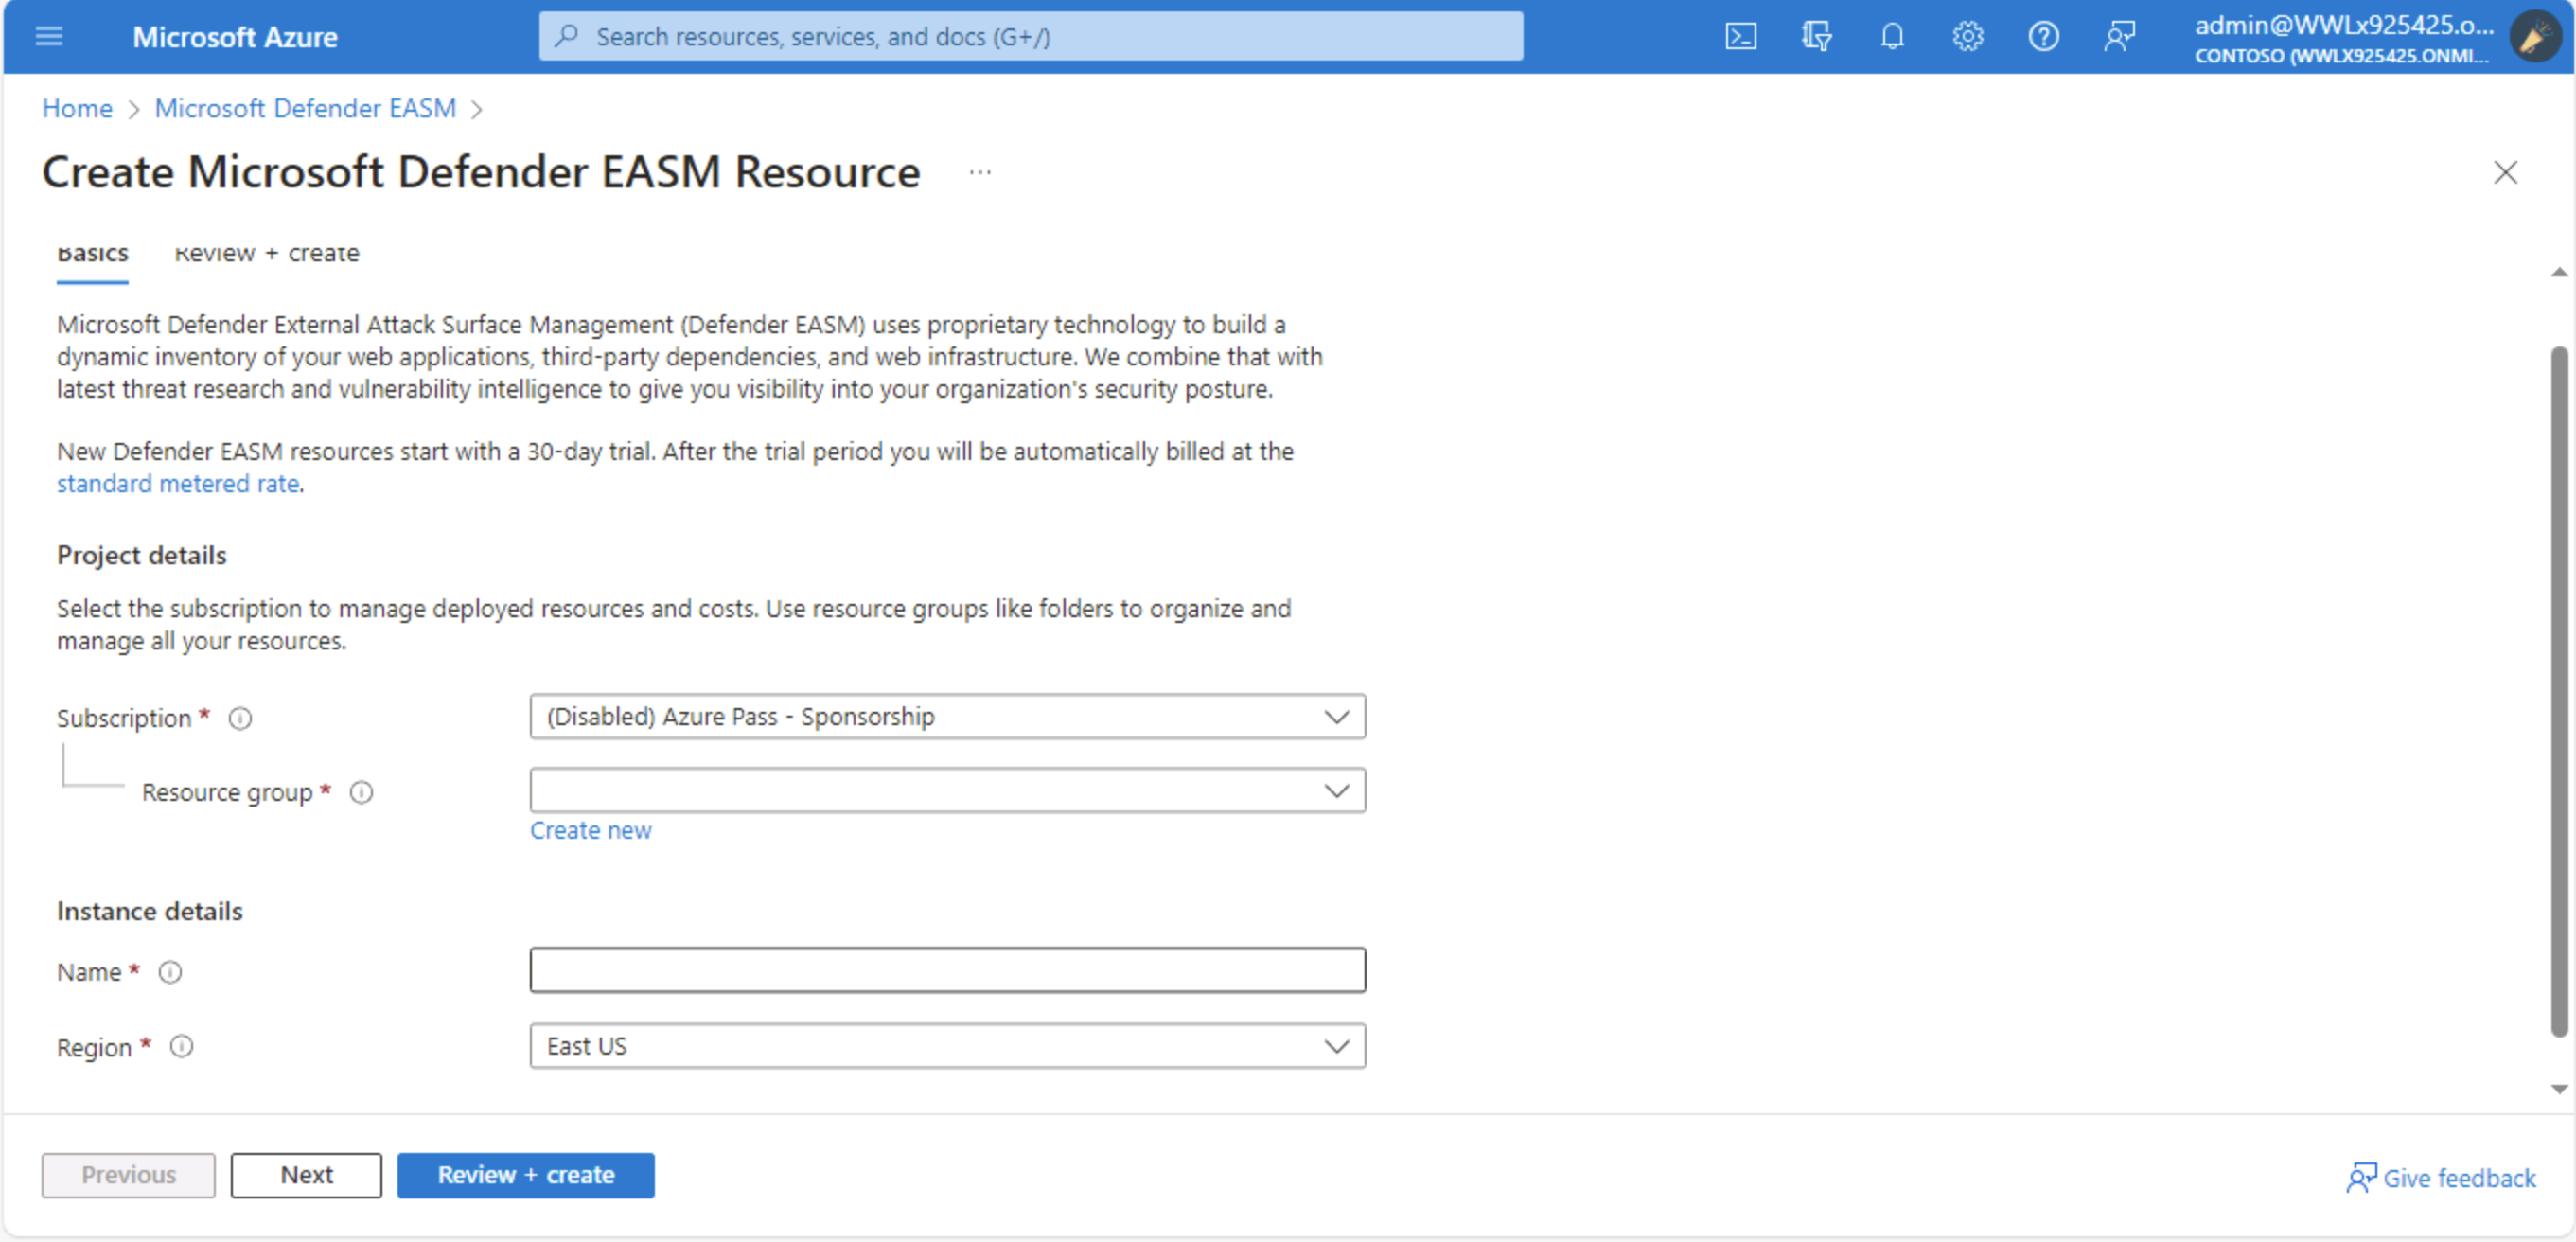 Microsoft Azure
Search resources, services, and docs (G+/)
admin@WWLx925425.o...
CONTOSO (WWLX925425.ONMI...
Home > Microsoft Defender EASM >
Create Microsoft Defender EASM Resource ...
Basics Review + create
Microsoft Defender External Attack Surface Management (Defender EASM) uses proprietary technology to build a
dynamic inventory of your web applications, third-party dependencies, and web infrastructure. We combine that with
latest threat research and vulnerability intelligence to give you visibility into your organization's security posture.
New Defender EASM resources start with a 30-day trial. After the trial period you will be automatically billed at the
standard metered rate.
Project details
Select the subscription to manage deployed resources and costs. Use resource groups like folders to organize and
manage all your resources.
Subscription *
(Disabled) Azure Pass - Sponsorship
Resource group *
Create new
Instance details
Name *
Region *
East US
Previous
Next
Review + create
Give feedback